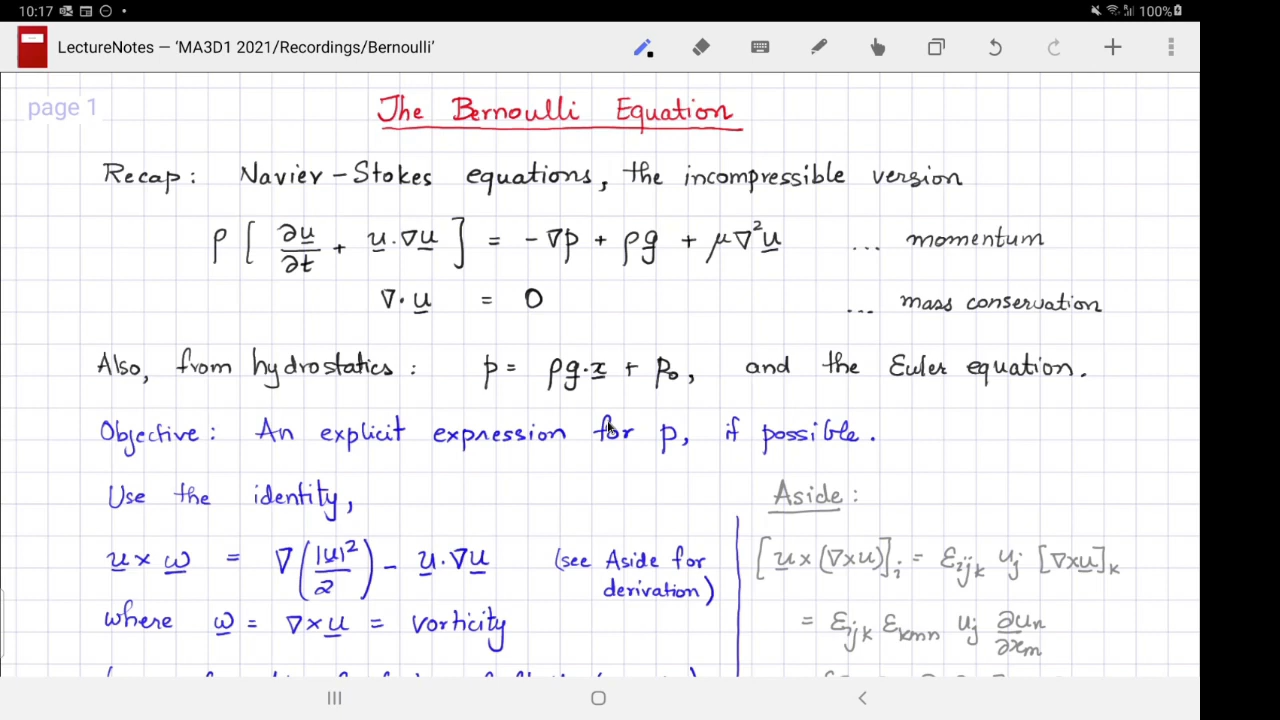 10:17
100%
LectureNotes — ‘MA3D1 2021/Recordings/Bernoulli’
page 1
The Bernoulli Equation
Recap: Navier-Stokes equations, the incompressible version
ρ [ ∂u/∂t + u·∇u ] = -∇p + ρg + μ∇²u ... momentum
∇·u = 0 ... mass conservation
Also, from hydrostatics: p = ρg·x + p₀, and the Euler equation.
Objective: An explicit expression for p, if possible.
Use the identity,
u × ω = ∇(|u|²/2) - u·∇u (see Aside for derivation)
where ω = ∇×u = vorticity
Aside:
[u × (∇×u)]ᵢ = εᵢⱼₖ uⱼ [∇×u]ₖ
= εᵢⱼₖ εₖₘₙ uⱼ ∂uₙ/∂xₘ